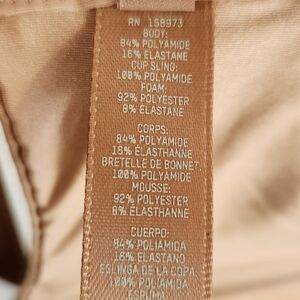 RN 158973
BODY:
84% POLYAMIDE
16% ELASTANE
CUP SLING:
100% POLYAMIDE
FOAM:
92% POLYESTER
8% ELASTANE
CORPS:
84% POLYAMIDE
16% ÉLASTHANNE
BRETELLE DE BONNET:
100% POLYAMIDE
MOUSSE:
92% POLYESTER
8% ÉLASTHANNE
CUERPO:
84% POLIAMIDA
16% ELASTANO
ESLINGA DE LA COPA
100% POLIAMIDA
ESPUMA